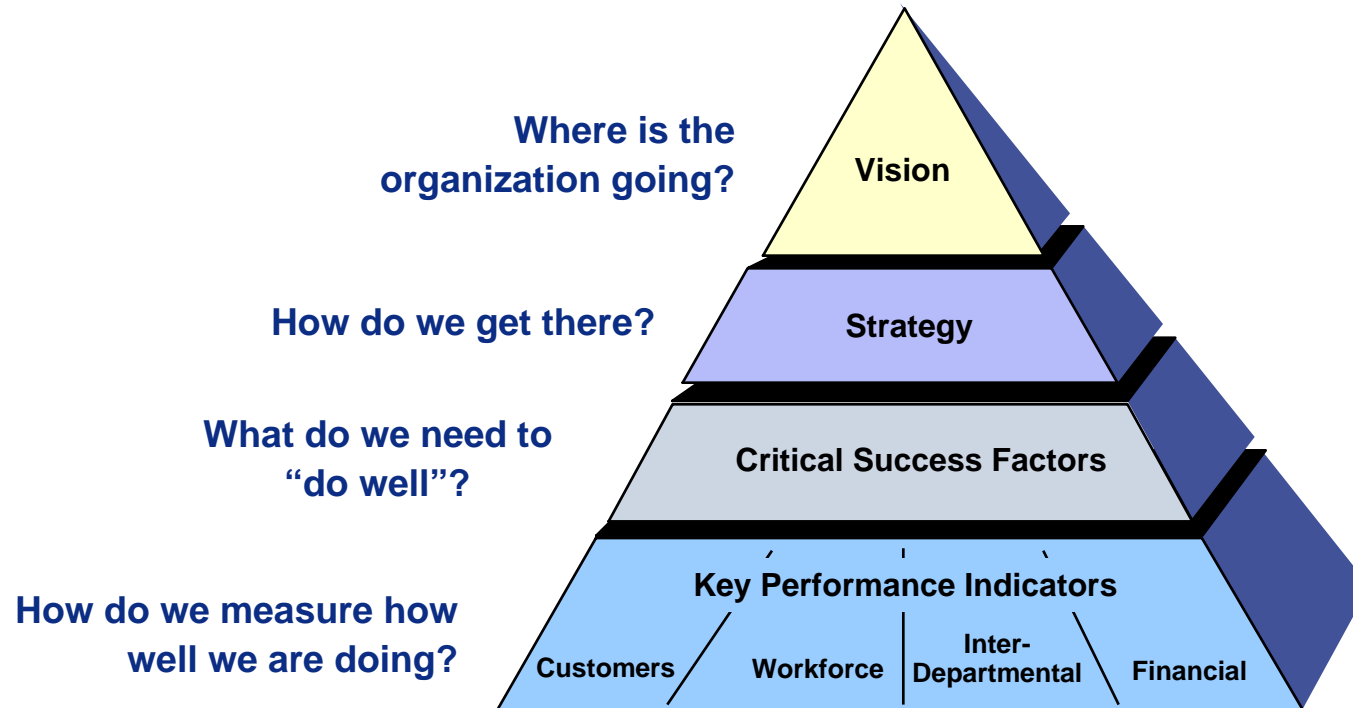 Where is the
organization going?
Vision
How do we get there?
Strategy
What do we need to
“do well”?
Critical Success Factors
How do we measure how
well we are doing?
Key Performance Indicators
Customers
Workforce
Inter-
Departmental
Financial